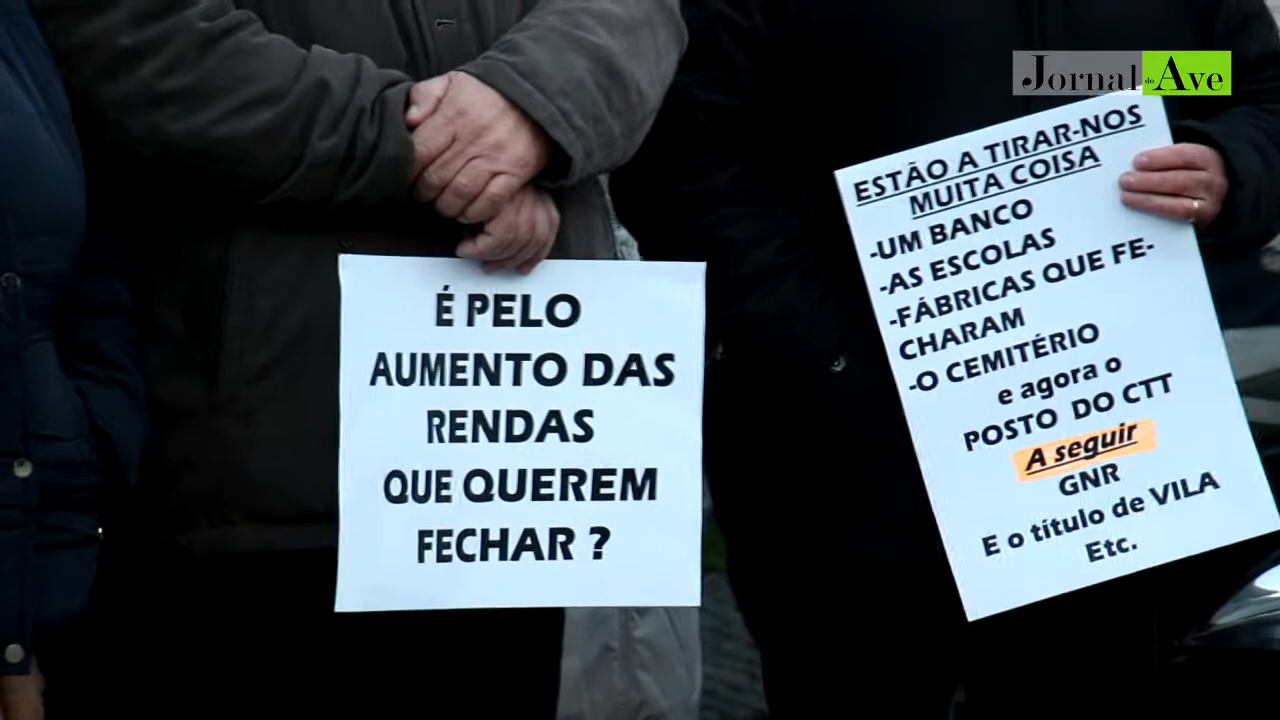 Jornal do Ave
É PELO
AUMENTO DAS
RENDAS
QUE QUEREM
FECHAR ?
ESTÃO A TIRAR-NOS
MUITA COISA
-UM BANCO
-AS ESCOLAS
-FÁBRICAS QUE FE-
CHARAM
-O CEMITÉRIO
e agora o
POSTO DO CTT
A seguir
GNR
E o título de VILA
Etc.